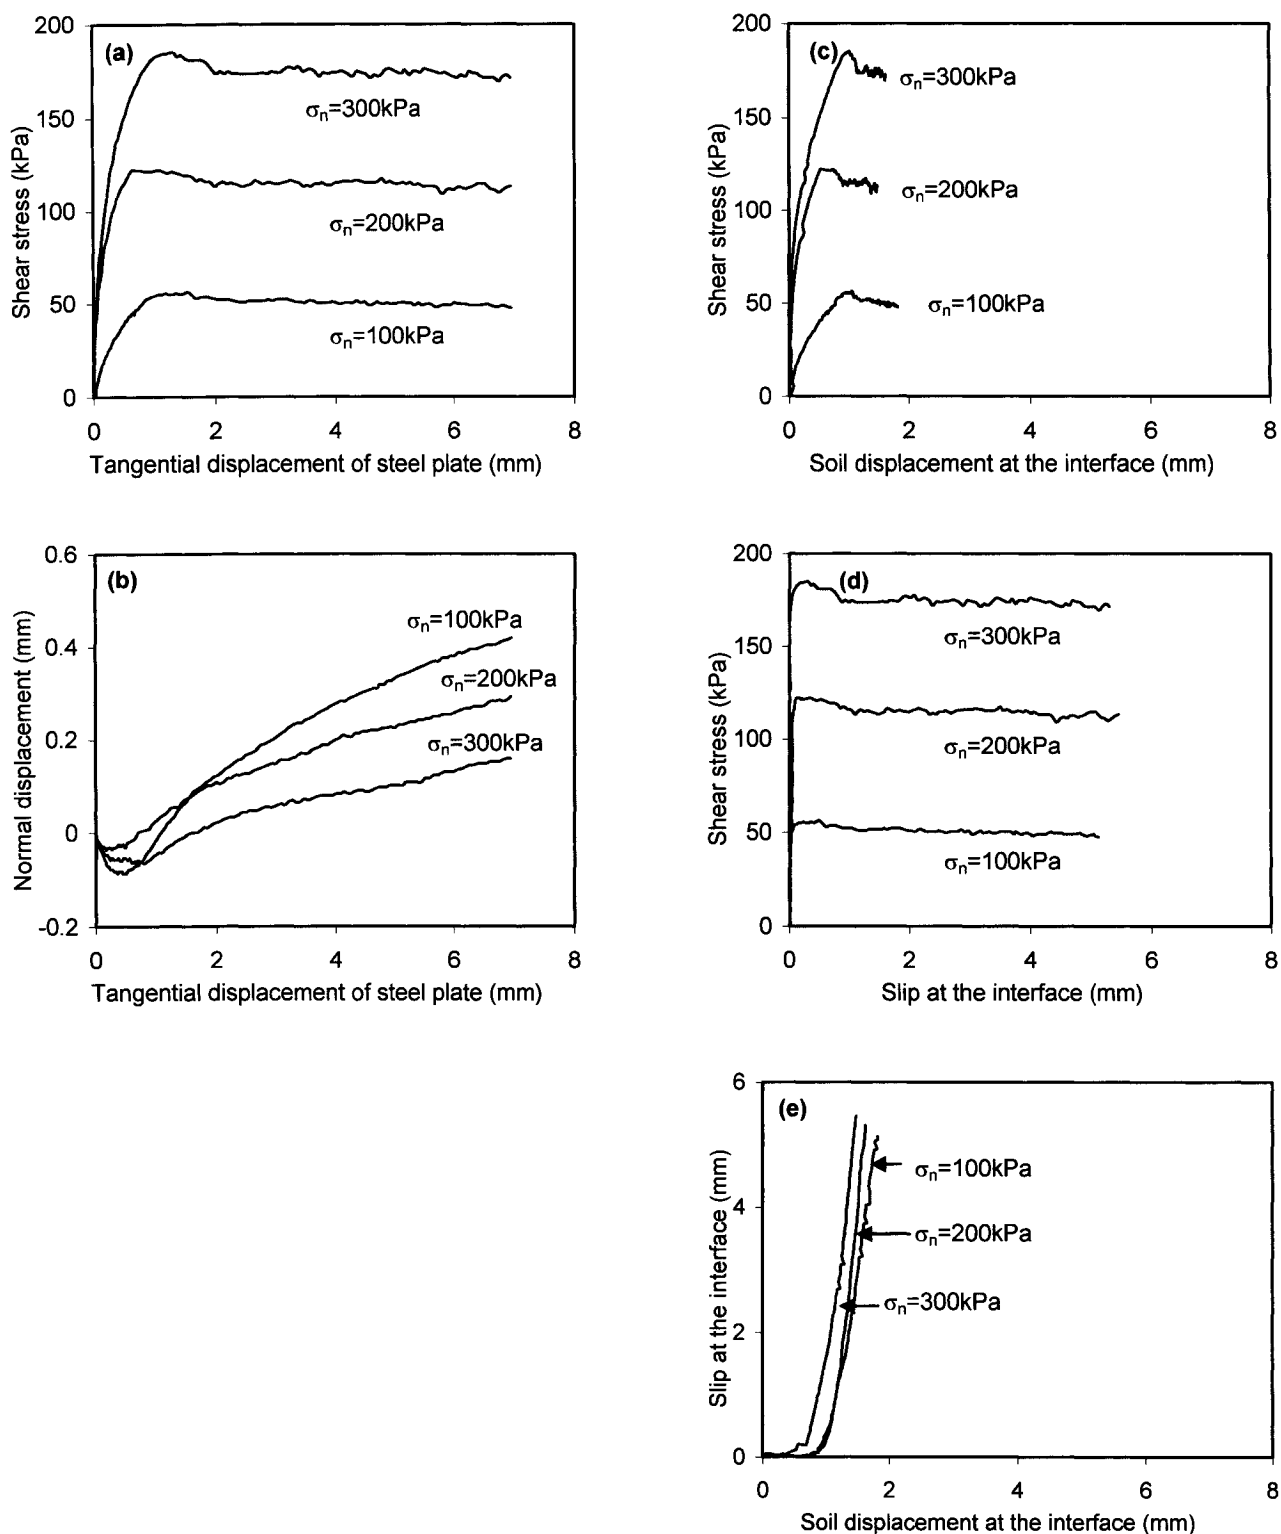 (a)
200
150
100
50
0
Shear stress (kPa)
σn=300kPa
σn=200kPa
σn=100kPa
0 2 4 6 8
Tangential displacement of steel plate (mm)
(c)
200
150
100
50
0
Shear stress (kPa)
σn=300kPa
σn=200kPa
σn=100kPa
0 2 4 6 8
Soil displacement at the interface (mm)
(b)
0.6
0.4
0.2
0
-0.2
Normal displacement (mm)
σn=100kPa
σn=200kPa
σn=300kPa
0 2 4 6 8
Tangential displacement of steel plate (mm)
(d)
200
150
100
50
0
Shear stress (kPa)
σn=300kPa
σn=200kPa
σn=100kPa
0 2 4 6 8
Slip at the interface (mm)
(e)
6
4
2
0
Slip at the interface (mm)
σn=100kPa
σn=200kPa
σn=300kPa
0 2 4 6 8
Soil displacement at the interface (mm)